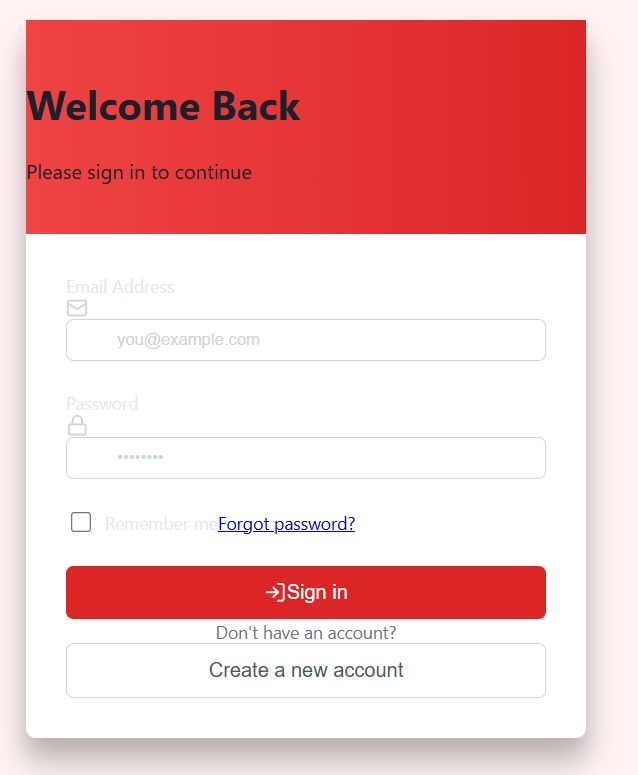 Welcome Back
Please sign in to continue
Email Address
you@example.com
Password
••••••••
Remember me Forgot password?
Sign in
Don't have an account?
Create a new account